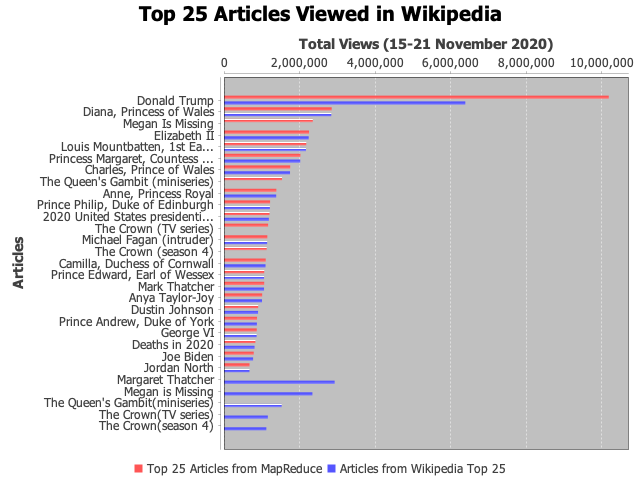 Top 25 Articles Viewed in Wikipedia
Total Views (15-21 November 2020)
0 2,000,000 4,000,000 6,000,000 8,000,000 10,000,000
Articles
Donald Trump
Diana, Princess of Wales
Megan Is Missing
Elizabeth II
Louis Mountbatten, 1st Ea...
Princess Margaret, Countess ...
Charles, Prince of Wales
The Queen's Gambit (miniseries)
Anne, Princess Royal
Prince Philip, Duke of Edinburgh
2020 United States presidenti...
The Crown (TV series)
Michael Fagan (intruder)
The Crown (season 4)
Camilla, Duchess of Cornwall
Prince Edward, Earl of Wessex
Mark Thatcher
Anya Taylor-Joy
Dustin Johnson
Prince Andrew, Duke of York
George VI
Deaths in 2020
Joe Biden
Jordan North
Margaret Thatcher
Megan is Missing
The Queen's Gambit(miniseries)
The Crown(TV series)
The Crown(season 4)
Top 25 Articles from MapReduce Articles from Wikipedia Top 25